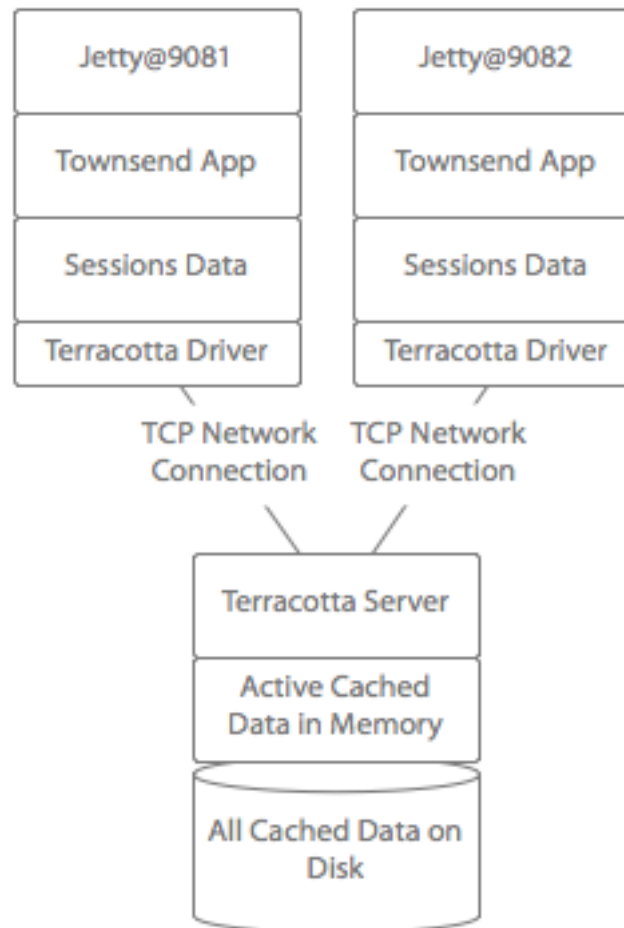 Jetty@9081
Townsend App
Sessions Data
Terracotta Driver
Jetty@9082
Townsend App
Sessions Data
Terracotta Driver
TCP Network
Connection
TCP Network
Connection
Terracotta Server
Active Cached
Data in Memory
All Cached Data on
Disk